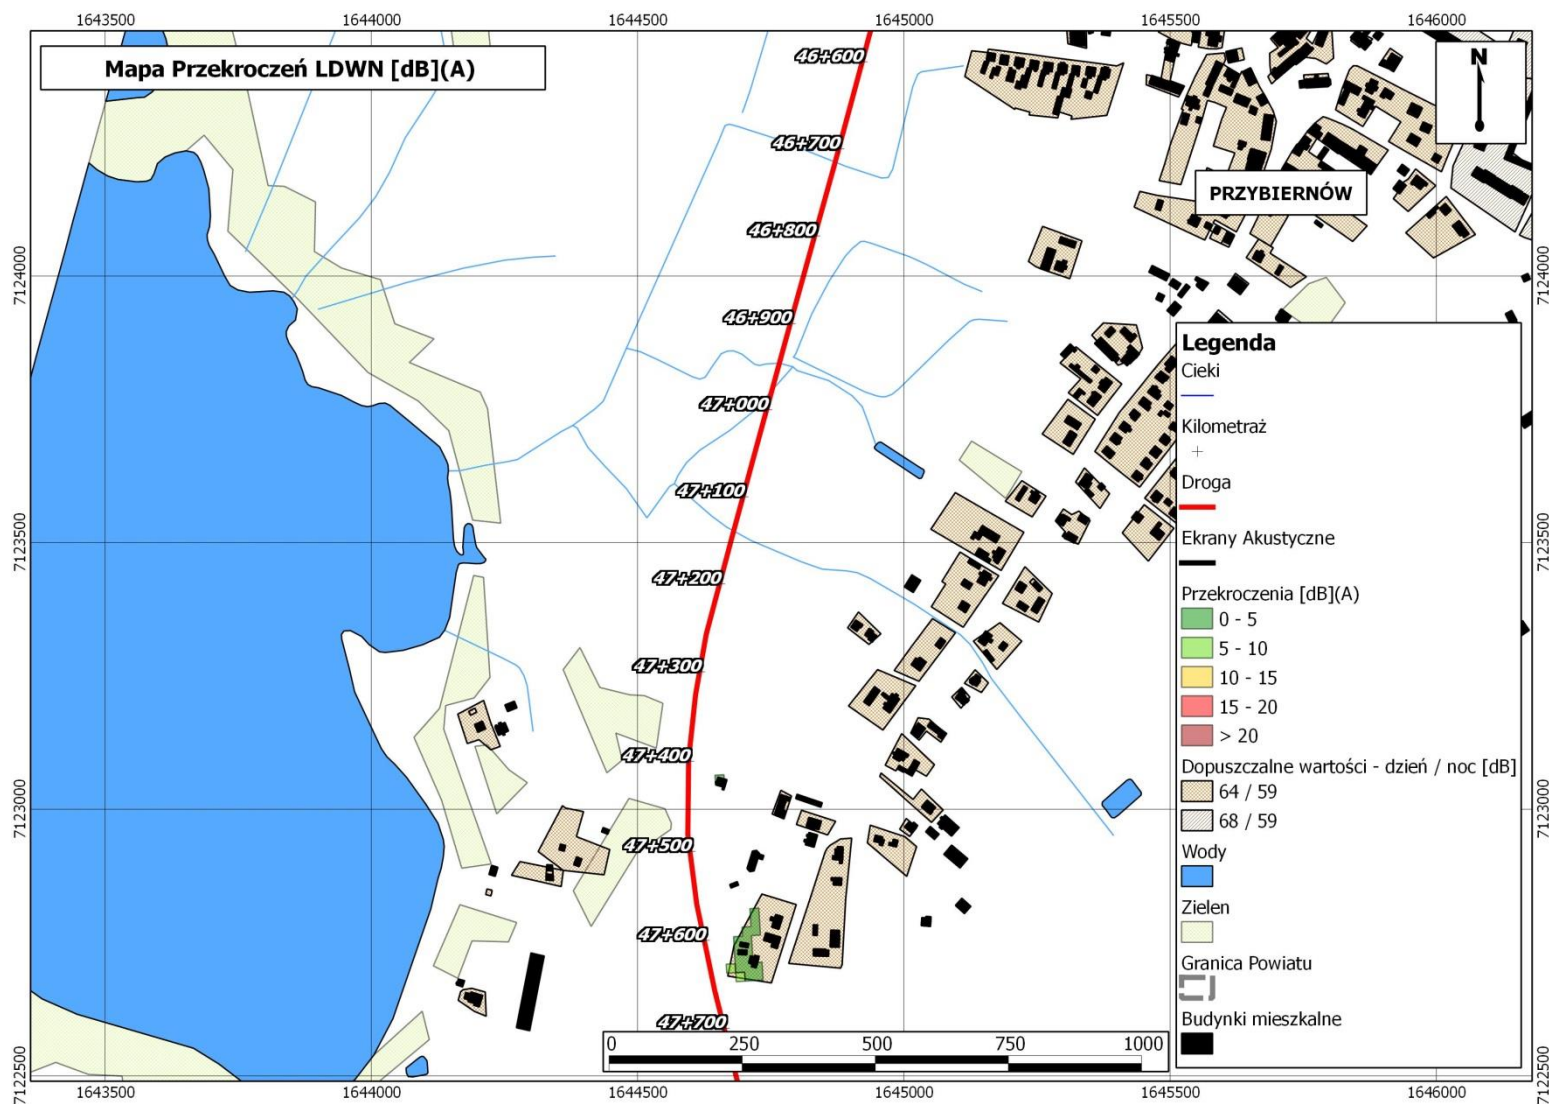 1643500 1644000 1644500 1645000 1645500 1646000
Mapa Przekroczeń LDWN [dB](A)
N
46+600
46+700
PRZYBIERNÓW
46+800
7124000 7124000
46+900
Legenda
Cieki
47+000
Kilometraż
Droga
47+100
Ekrany Akustyczne
7123500 7123500
47+200
Przekroczenia [dB](A)
0 - 5
5 - 10
47+300
10 - 15
15 - 20
> 20
47+400
Dopuszczalne wartości - dzień / noc [dB]
64 / 59
7123000 7123000
68 / 59
47+500
Wody
Zielen
47+600
Granica Powiatu
Budynki mieszkalne
47+700
0 250 500 750 1000
7122500 7122500
1643500 1644000 1644500 1645000 1645500 1646000